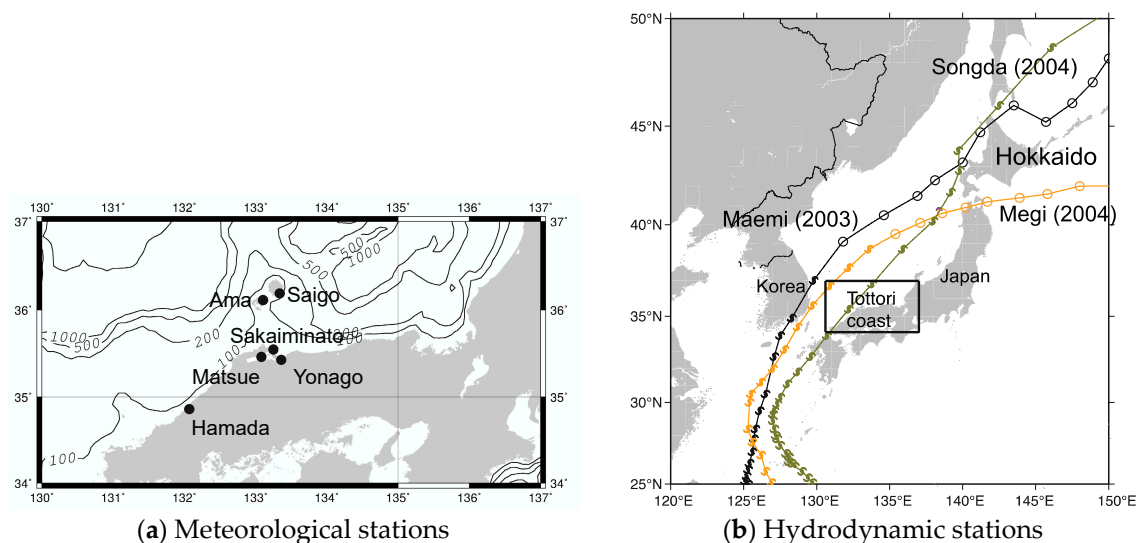 130° 131° 132° 133° 134° 135° 136° 137°
37° 37°
500
500
1000
Ama Saigo
36° 36°
1000
500
200
Sakaiminato
100
Matsue Yonago
35° 35°
Hamada
100
34° 34°
130° 131° 132° 133° 134° 135° 136° 137°
(a) Meteorological stations
50°N
Songda (2004)
45°N
Hokkaido
Maemi (2003)
Megi (2004)
40°N
Korea Japan
Tottori
coast
35°N
30°N
25°N
120°E 125°E 130°E 135°E 140°E 145°E 150°E
(b) Hydrodynamic stations